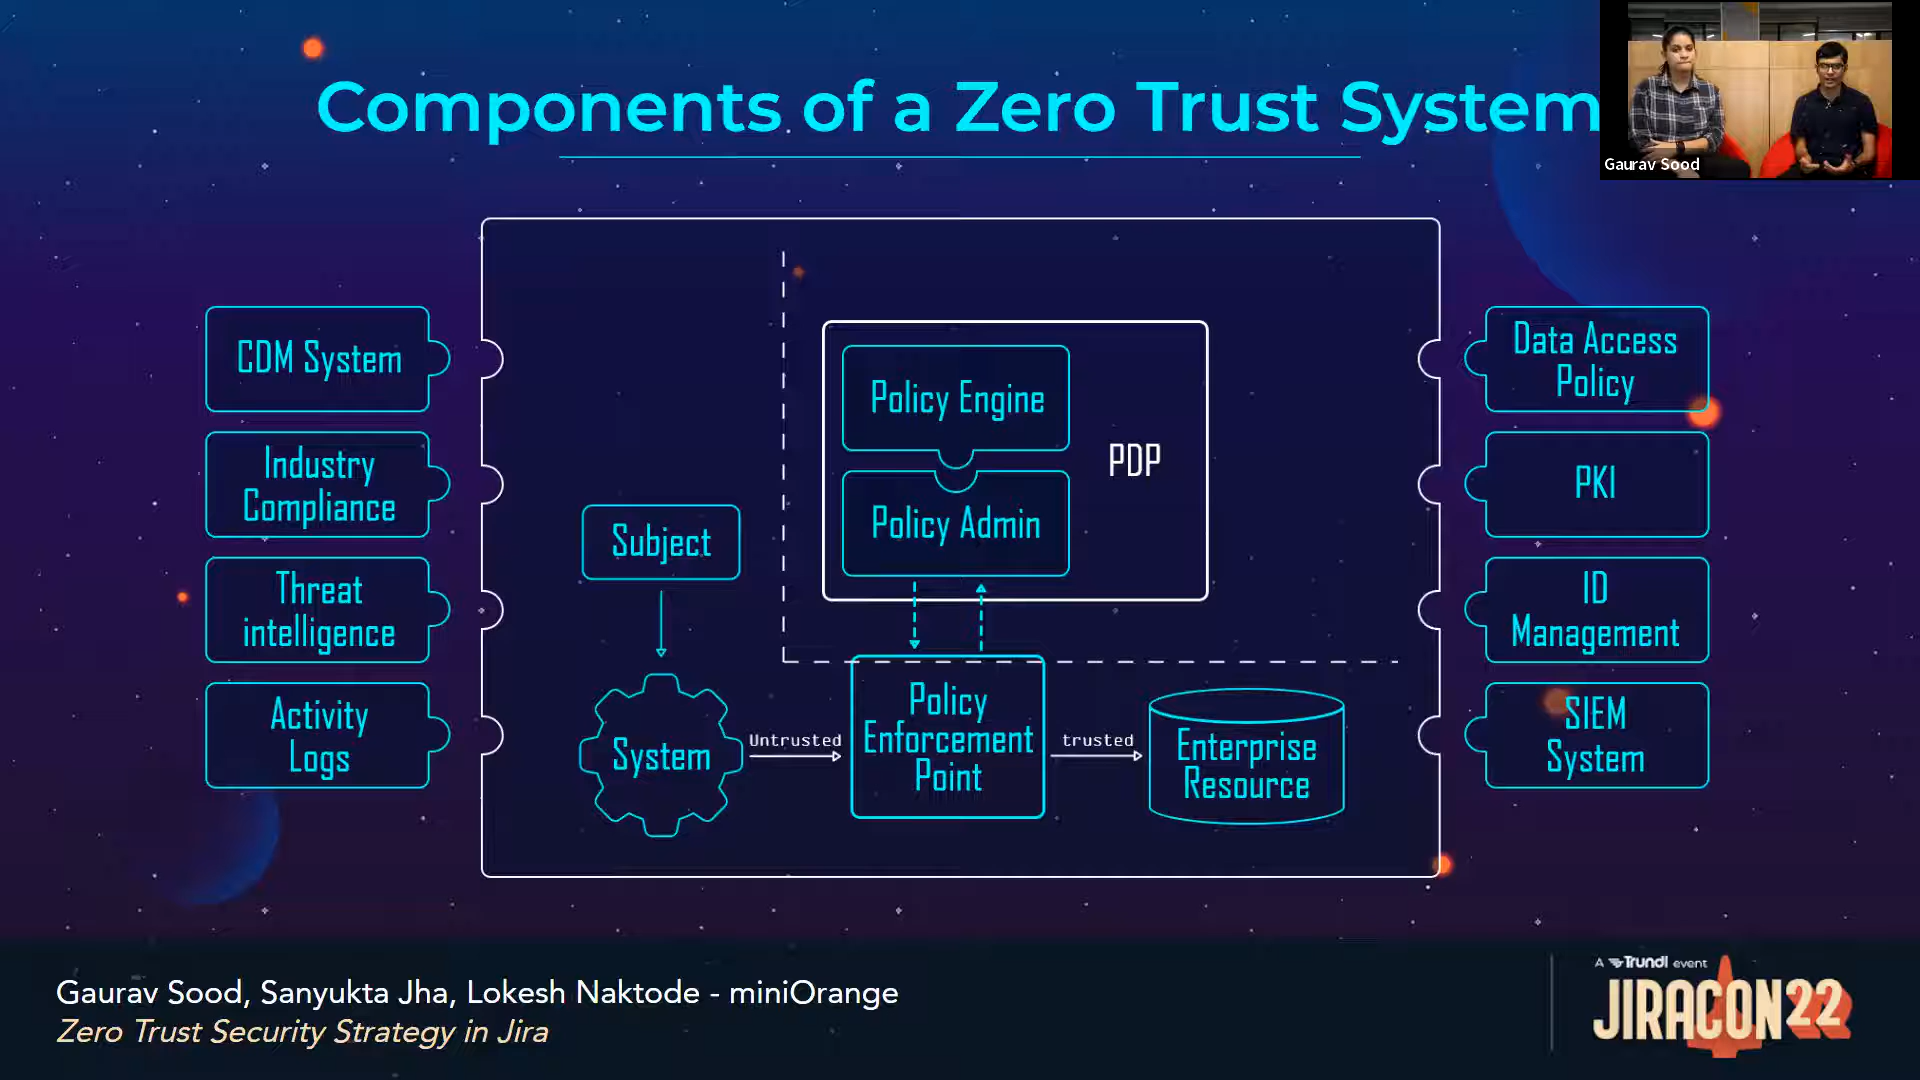 Components of a Zero Trust System
Gaurav Sood
CDM System
Industry
Compliance
Threat
intelligence
Activity
Logs
Policy Engine
Policy Admin
PDP
Subject
System
Untrusted
Policy
Enforcement
Point
trusted
Enterprise
Resource
Data Access
Policy
PKI
ID
Management
SIEM
System
Gaurav Sood, Sanyukta Jha, Lokesh Naktode - miniOrange
Zero Trust Security Strategy in Jira
A Trundl event
JIRACON22